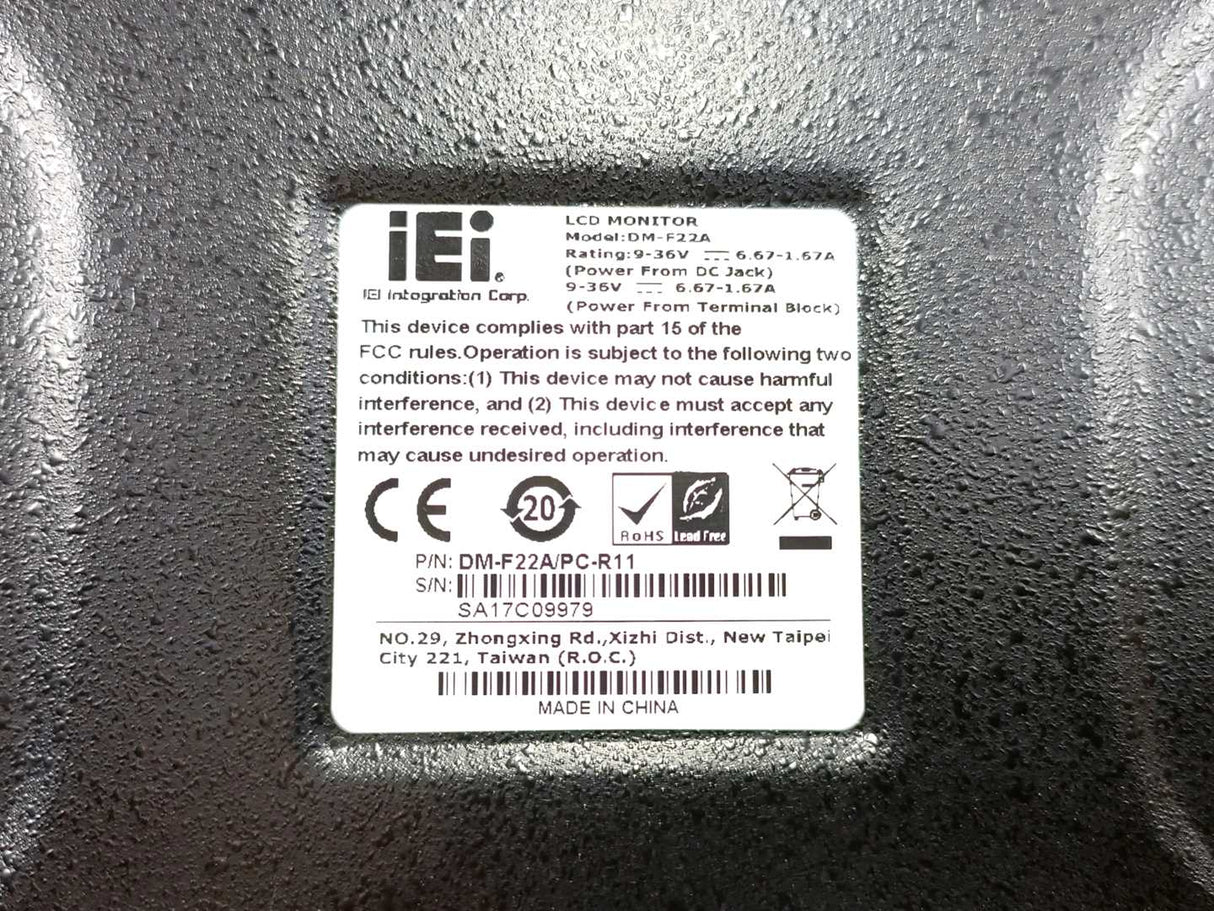 iEi®
IEI Integration Corp.
LCD MONITOR
Model:DM-F22A
Rating:9-36V ⎓ 6.67-1.67A
(Power From DC Jack)
9-36V ⎓ 6.67-1.67A
(Power From Terminal Block)
This device complies with part 15 of the
FCC rules.Operation is subject to the following two
conditions:(1) This device may not cause harmful
interference, and (2) This device must accept any
interference received, including interference that
may cause undesired operation.
CE
20
RoHS
Lead Free
P/N: DM-F22A/PC-R11
S/N:
SA17C09979
NO.29, Zhongxing Rd.,Xizhi Dist., New Taipei
City 221, Taiwan (R.O.C.)
MADE IN CHINA